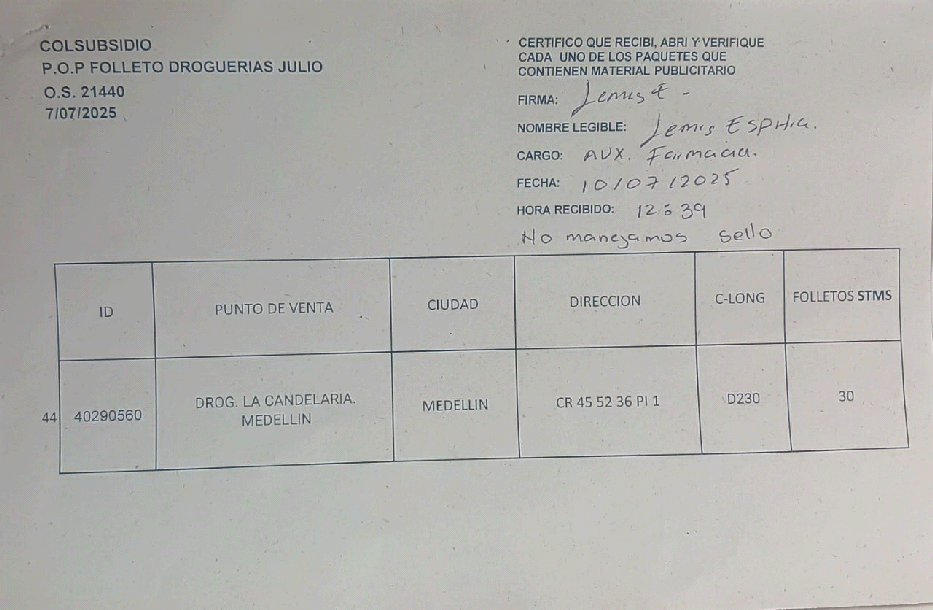 COLSUBSIDIO
P.O.P FOLLETO DROGUERIAS JULIO
O.S. 21440
7/07/2025
CERTIFICO QUE RECIBI, ABRI Y VERIFIQUE
CADA UNO DE LOS PAQUETES QUE
CONTIENEN MATERIAL PUBLICITARIO
FIRMA: Lemis E -
NOMBRE LEGIBLE: Lemis Espitia.
CARGO: AUX. Farmacia.
FECHA: 10/07/2025
HORA RECIBIDO: 12:39
No manejamos sello
ID PUNTO DE VENTA CIUDAD DIRECCION C-LONG FOLLETOS STMS
44 40290560 DROG. LA CANDELARIA. MEDELLIN MEDELLIN CR 45 52 36 PI 1 D230 30